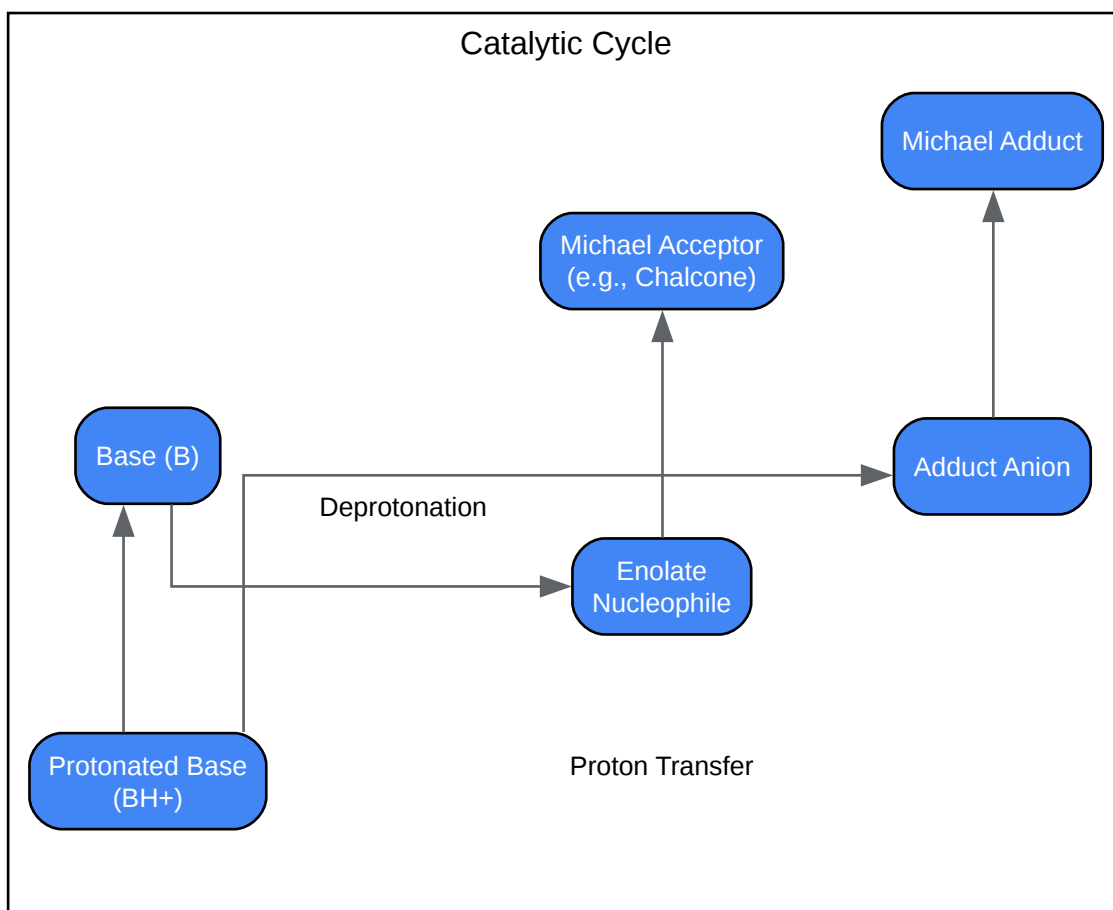 Catalytic Cycle
Michael Adduct
Michael Acceptor
(e.g., Chalcone)
Base (B)
Adduct Anion
Deprotonation
Enolate
Nucleophile
Protonated Base
(BH+)
Proton Transfer